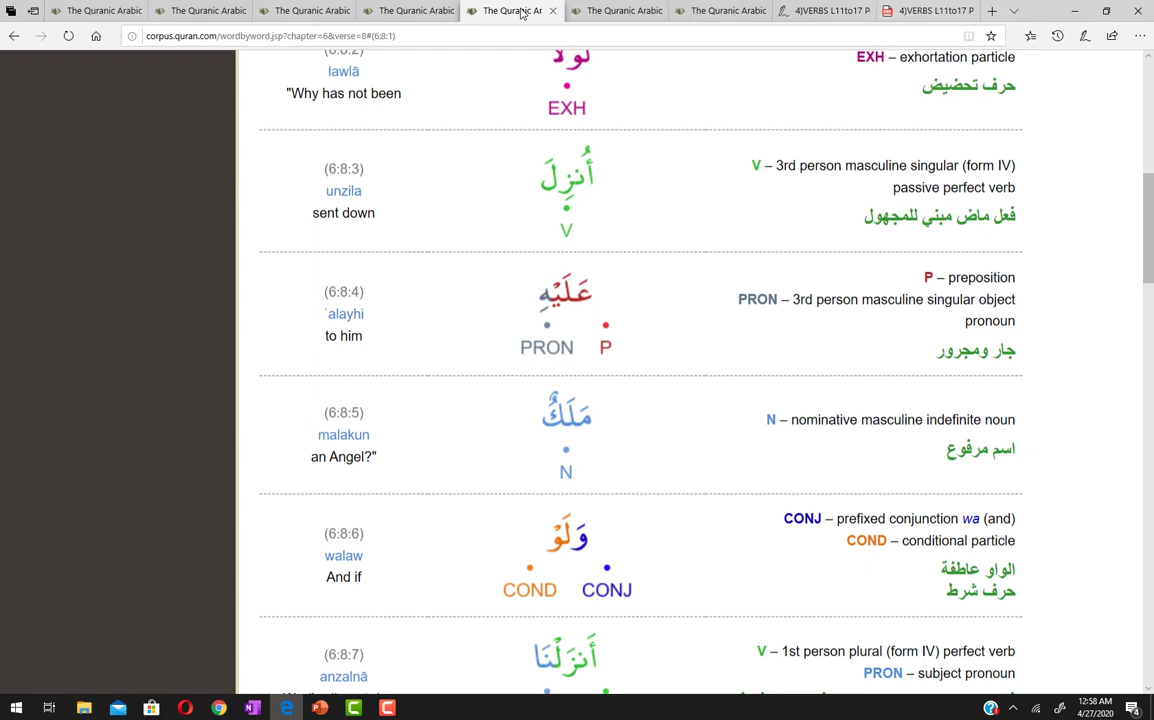 The Quranic Arabic
The Quranic Arabic
The Quranic Arabic
The Quranic Arabic
The Quranic Ar
The Quranic Arabic
The Quranic Arabic
4)VERBS L11to17 P
4)VERBS L11to17 P
corpus.quran.com/wordbyword.jsp?chapter=6&verse=8#(6:8:1)
(6:8:2)
lawlā
"Why has not been
لَوْلَا
EXH
EXH – exhortation particle
حرف تحضيض
(6:8:3)
unzila
sent down
أُنزِلَ
V
V – 3rd person masculine singular (form IV)
passive perfect verb
فعل ماض مبني للمجهول
(6:8:4)
ʿalayhi
to him
عَلَيْهِ
PRON P
P – preposition
PRON – 3rd person masculine singular object
pronoun
جار ومجرور
(6:8:5)
malakun
an Angel?"
مَلَكٌ
N
N – nominative masculine indefinite noun
اسم مرفوع
(6:8:6)
walaw
And if
وَلَوْ
COND CONJ
CONJ – prefixed conjunction wa (and)
COND – conditional particle
الواو عاطفة
حرف شرط
(6:8:7)
anzalnā
أَنزَلْنَا
V – 1st person plural (form IV) perfect verb
PRON – subject pronoun
12:58 AM
4/27/2020
4